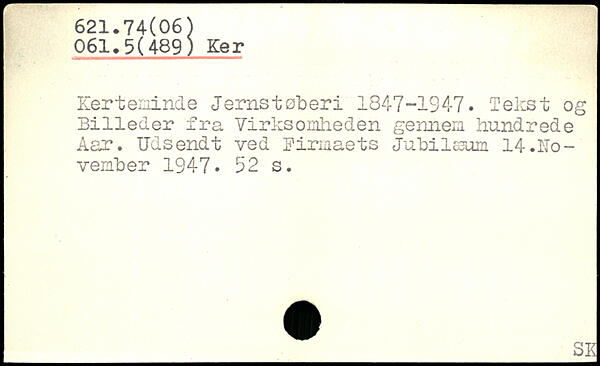 621.74(06)
061.5(489) Ker
Kerteminde Jernstøberi 1847-1947. Tekst og
Billeder fra Virksomheden gennem hundrede
Aar. Udsendt ved Firmaets Jubilæum 14.No-
vember 1947. 52 s.
SK